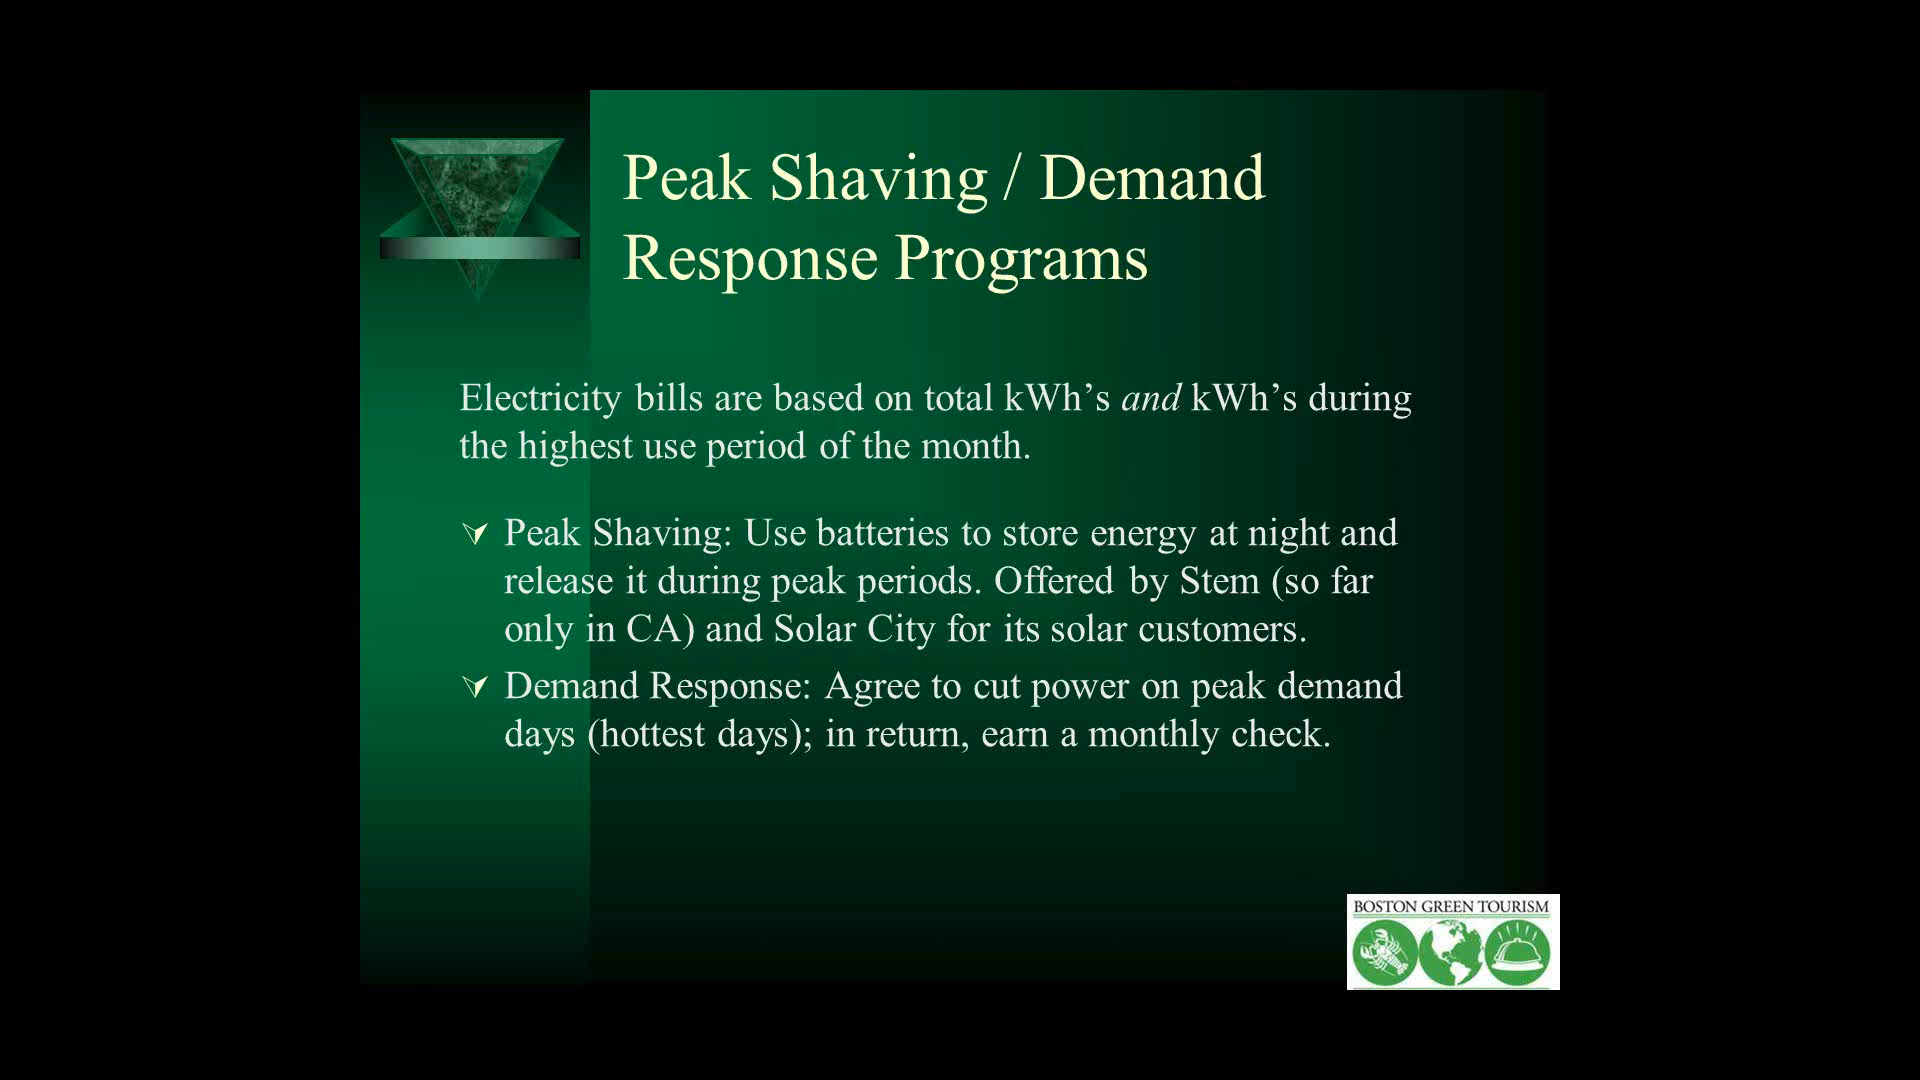 Peak Shaving / Demand
Response Programs
Electricity bills are based on total kWh’s and kWh’s during
the highest use period of the month.
Peak Shaving: Use batteries to store energy at night and
release it during peak periods. Offered by Stem (so far
only in CA) and Solar City for its solar customers.
Demand Response: Agree to cut power on peak demand
days (hottest days); in return, earn a monthly check.
BOSTON GREEN TOURISM